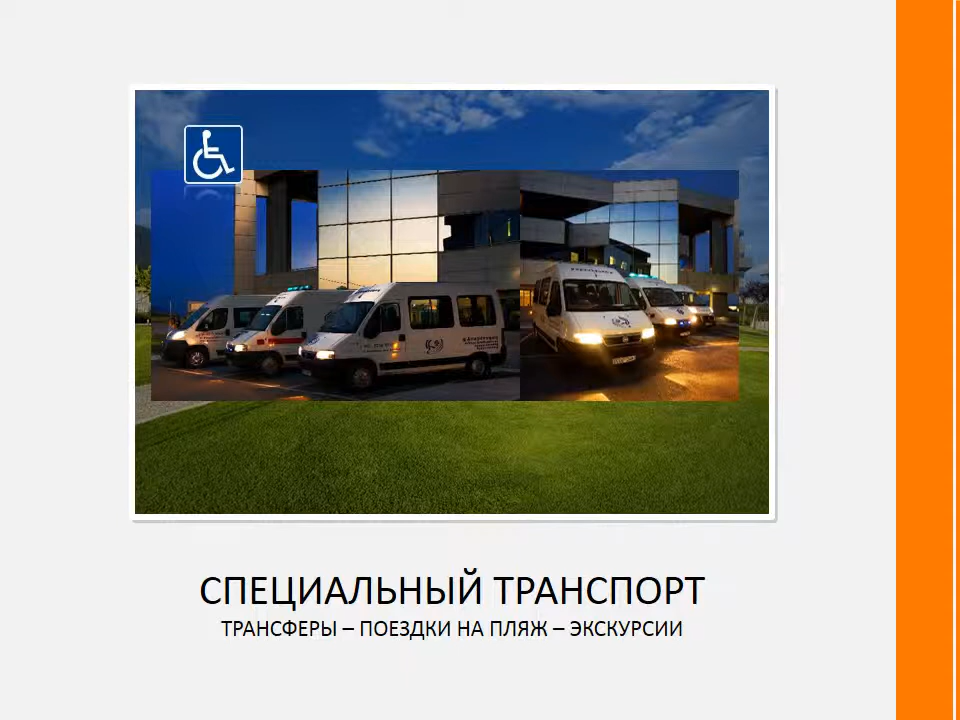 СПЕЦИАЛЬНЫЙ ТРАНСПОРТ
ТРАНСФЕРЫ – ПОЕЗДКИ НА ПЛЯЖ – ЭКСКУРСИИ